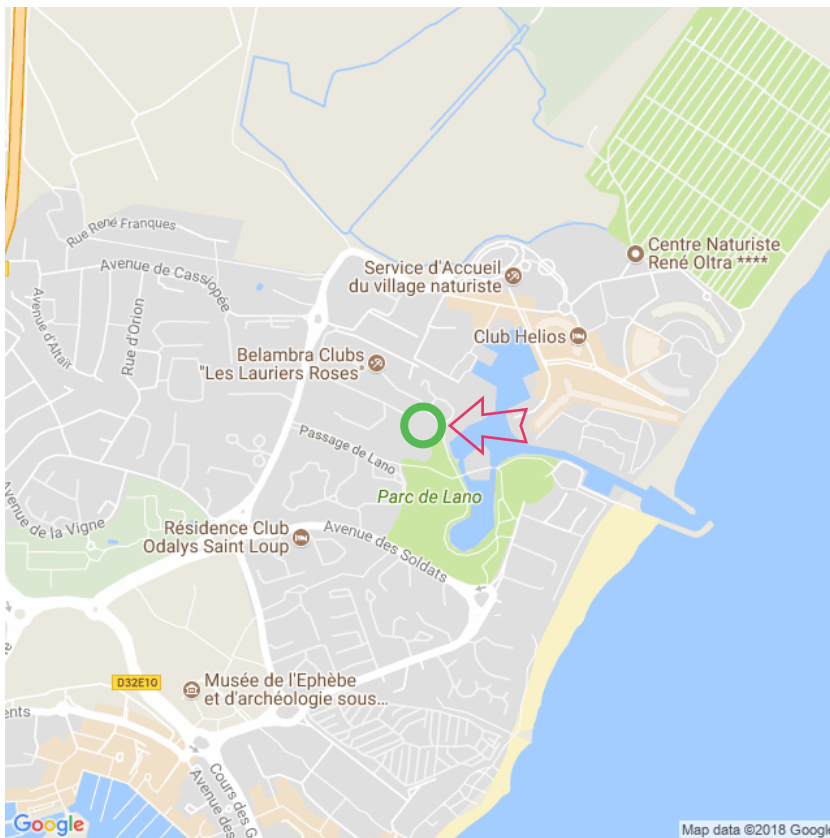 Rue René Franques
Avenue de Cassiopée
Avenue d'Altaïr
Rue d'Orion
Service d'Accueil
du village naturiste
Centre Naturiste
René Oltra ****
Club Helios
Belambra Clubs
"Les Lauriers Roses"
Passage de Lano
Parc de Lano
Avenue de la Vigne
Résidence Club
Odalys Saint Loup
Avenue des Soldats
D32E10
Musée de l'Ephèbe
et d'archéologie sous...
ents
Avenue des
Cours des G
Google
Map data ©2018 Google